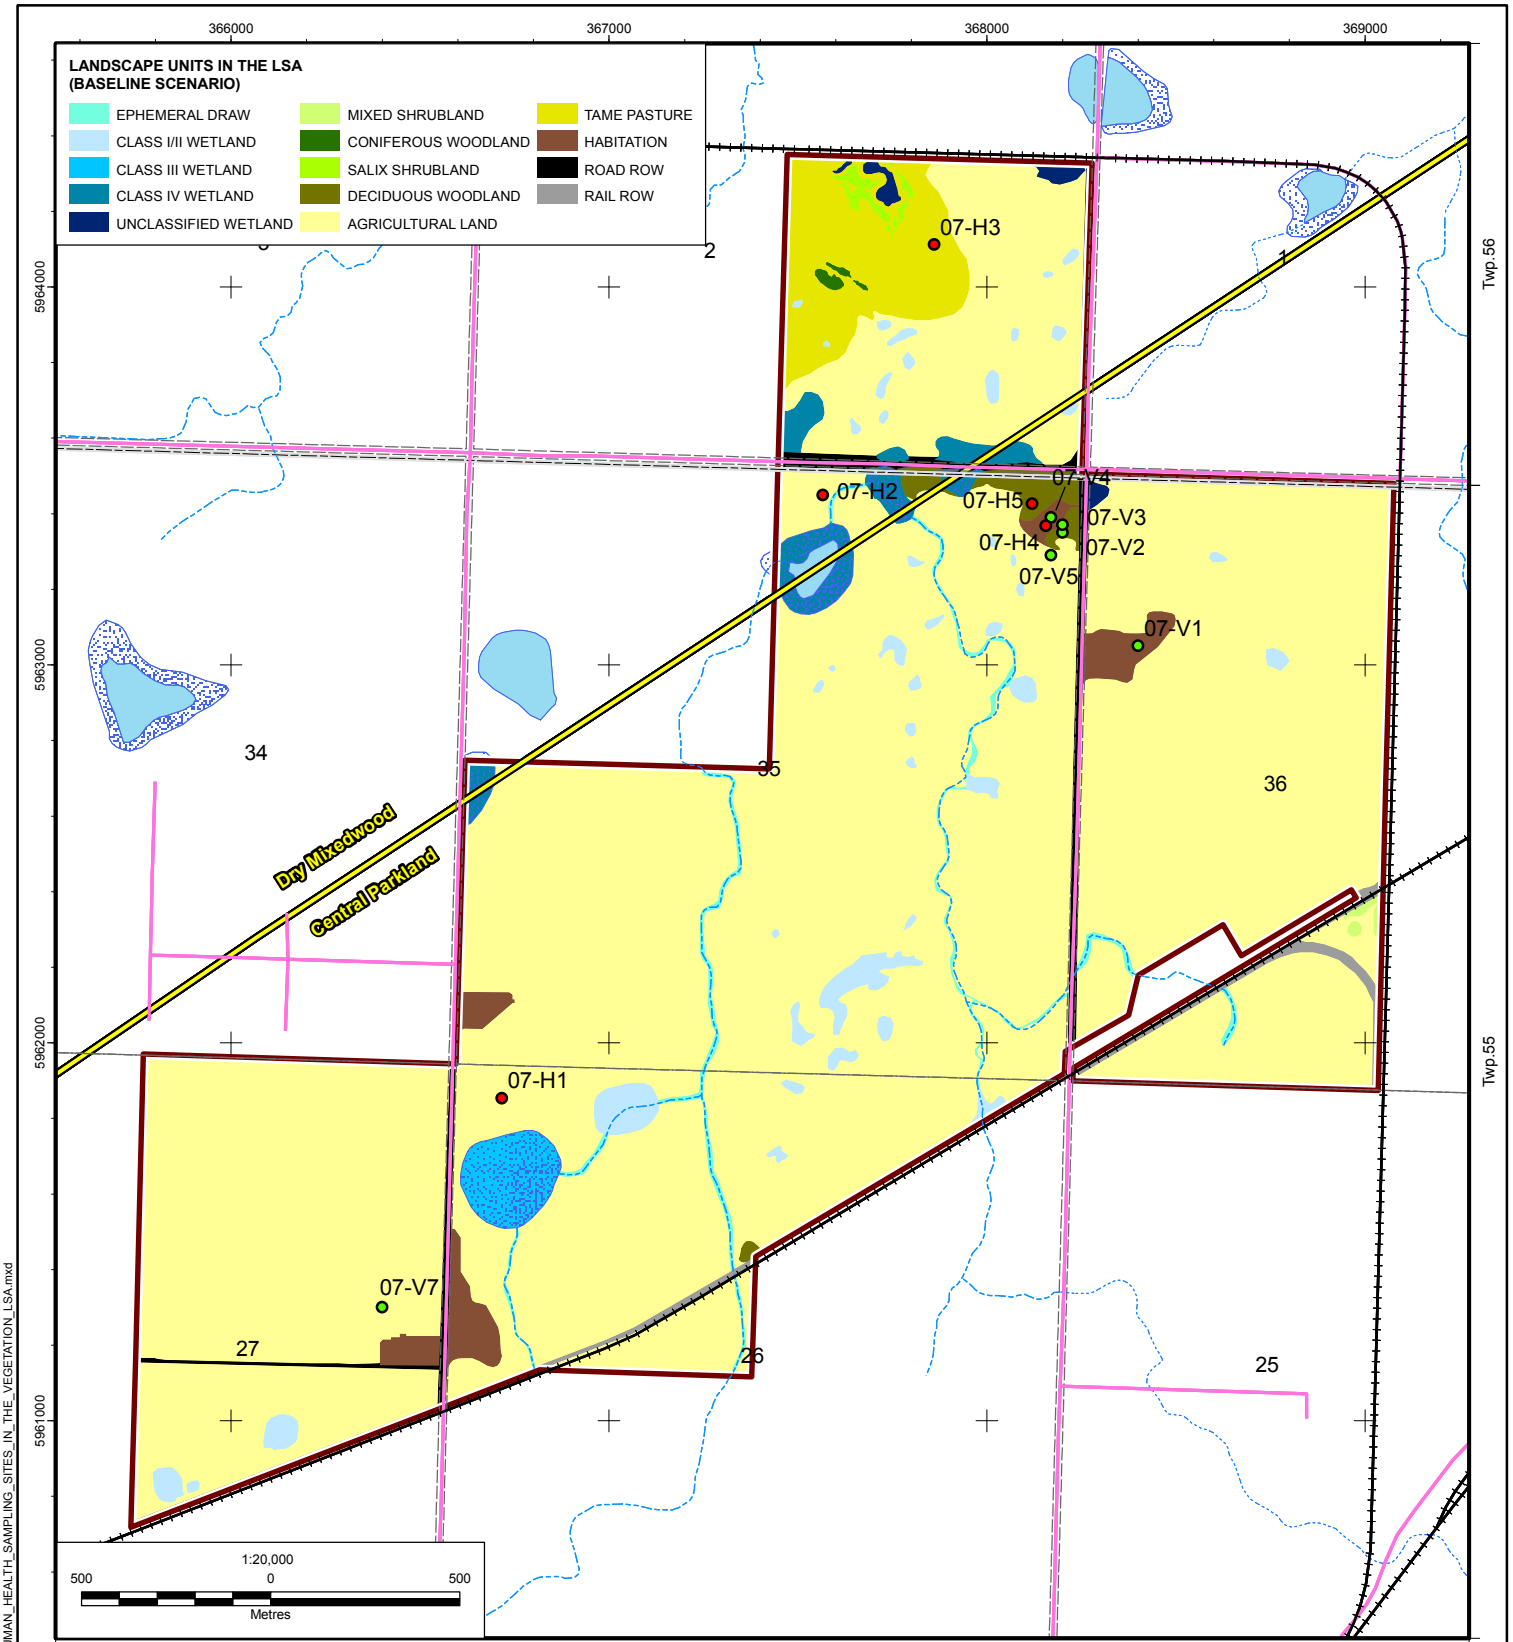 366000 367000 368000 369000
LANDSCAPE UNITS IN THE LSA
(BASELINE SCENARIO)
EPHEMERAL DRAW MIXED SHRUBLAND TAME PASTURE
CLASS I/II WETLAND CONIFEROUS WOODLAND HABITATION
CLASS III WETLAND SALIX SHRUBLAND ROAD ROW
CLASS IV WETLAND DECIDUOUS WOODLAND RAIL ROW
UNCLASSIFIED WETLAND AGRICULTURAL LAND
07-H3
2
1
Twp.56
5964000
07-V4
07-H2
07-H5
07-V3
07-H4
07-V2
07-V5
07-V1
5963000
34
35
36
Dry Mixedwood
Central Parkland
5962000
Twp.55
07-H1
07-V7
27
26
25
5961000
1:20,000
500 0 500
Metres
MAN_HEALTH_SAMPLING_SITES_IN_THE_VEGETATION_LSA.mxd